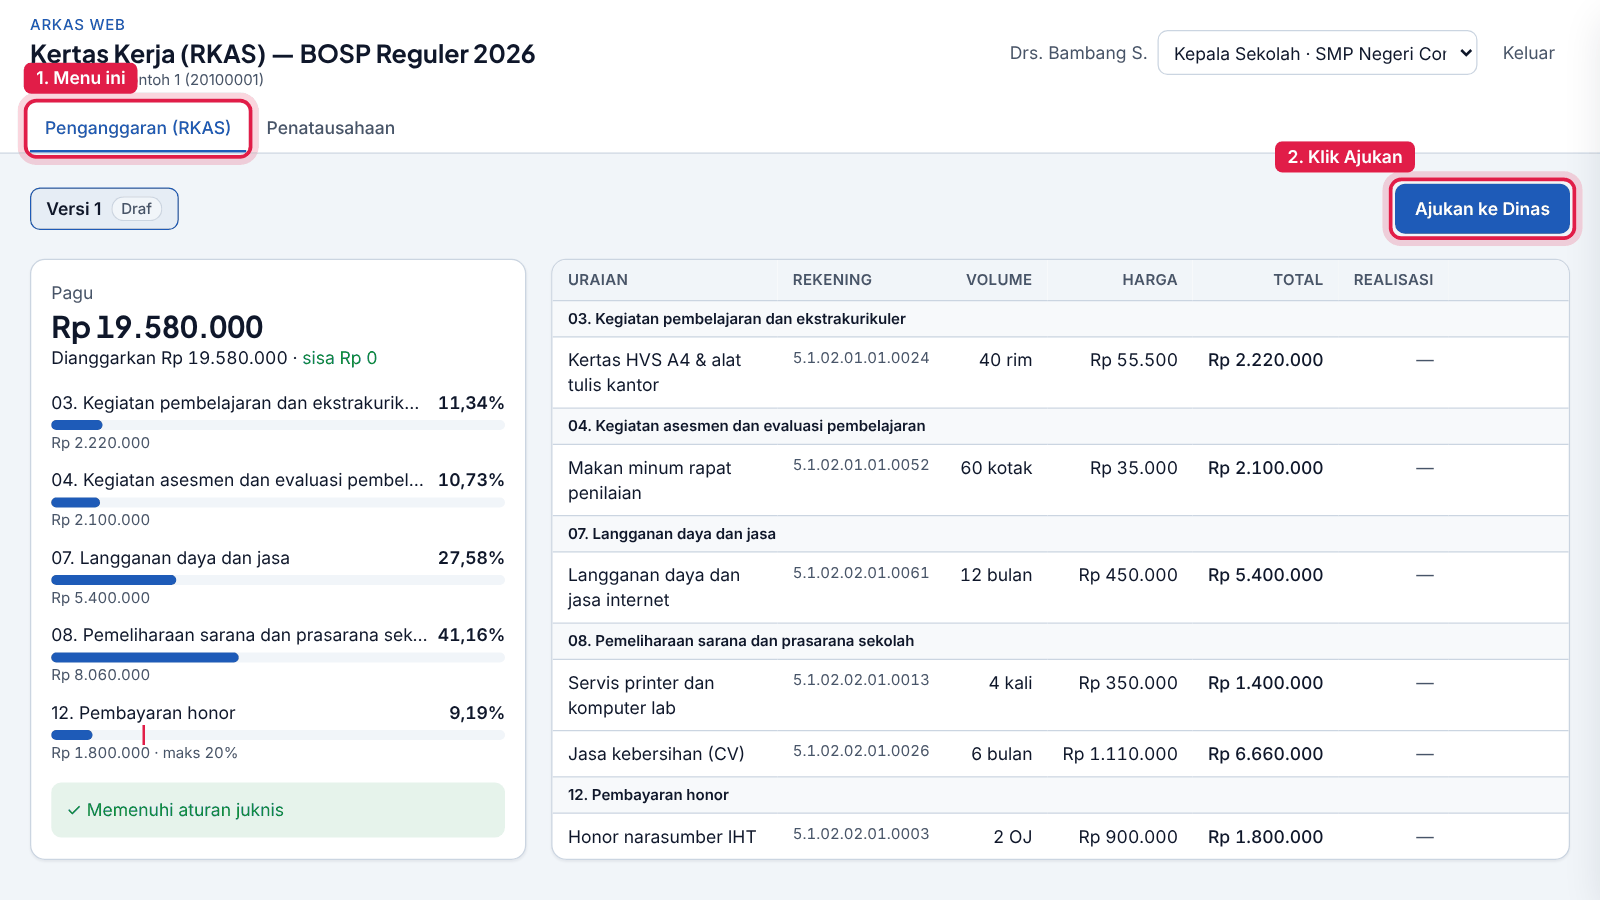 ARKAS WEB
Kertas Kerja (RKAS) — BOSP Reguler 2026
1. Menu ini
ntoh 1 (20100001)
Drs. Bambang S.
Kepala Sekolah · SMP Negeri Cor
Keluar
Penganggaran (RKAS)
Penatausahaan
2. Klik Ajukan
Versi 1 Draf
Ajukan ke Dinas
Pagu
Rp 19.580.000
Dianggarkan Rp 19.580.000 · sisa Rp 0
03. Kegiatan pembelajaran dan ekstrakurik... 11,34%
Rp 2.220.000
04. Kegiatan asesmen dan evaluasi pembel... 10,73%
Rp 2.100.000
07. Langganan daya dan jasa 27,58%
Rp 5.400.000
08. Pemeliharaan sarana dan prasarana sek... 41,16%
Rp 8.060.000
12. Pembayaran honor 9,19%
Rp 1.800.000 · maks 20%
✓ Memenuhi aturan juknis
URAIAN REKENING VOLUME HARGA TOTAL REALISASI
03. Kegiatan pembelajaran dan ekstrakurikuler
Kertas HVS A4 & alat 5.1.02.01.01.0024 40 rim Rp 55.500 Rp 2.220.000 —
tulis kantor
04. Kegiatan asesmen dan evaluasi pembelajaran
Makan minum rapat 5.1.02.01.01.0052 60 kotak Rp 35.000 Rp 2.100.000 —
penilaian
07. Langganan daya dan jasa
Langganan daya dan 5.1.02.02.01.0061 12 bulan Rp 450.000 Rp 5.400.000 —
jasa internet
08. Pemeliharaan sarana dan prasarana sekolah
Servis printer dan 5.1.02.02.01.0013 4 kali Rp 350.000 Rp 1.400.000 —
komputer lab
Jasa kebersihan (CV) 5.1.02.02.01.0026 6 bulan Rp 1.110.000 Rp 6.660.000 —
12. Pembayaran honor
Honor narasumber IHT 5.1.02.02.01.0003 2 OJ Rp 900.000 Rp 1.800.000 —